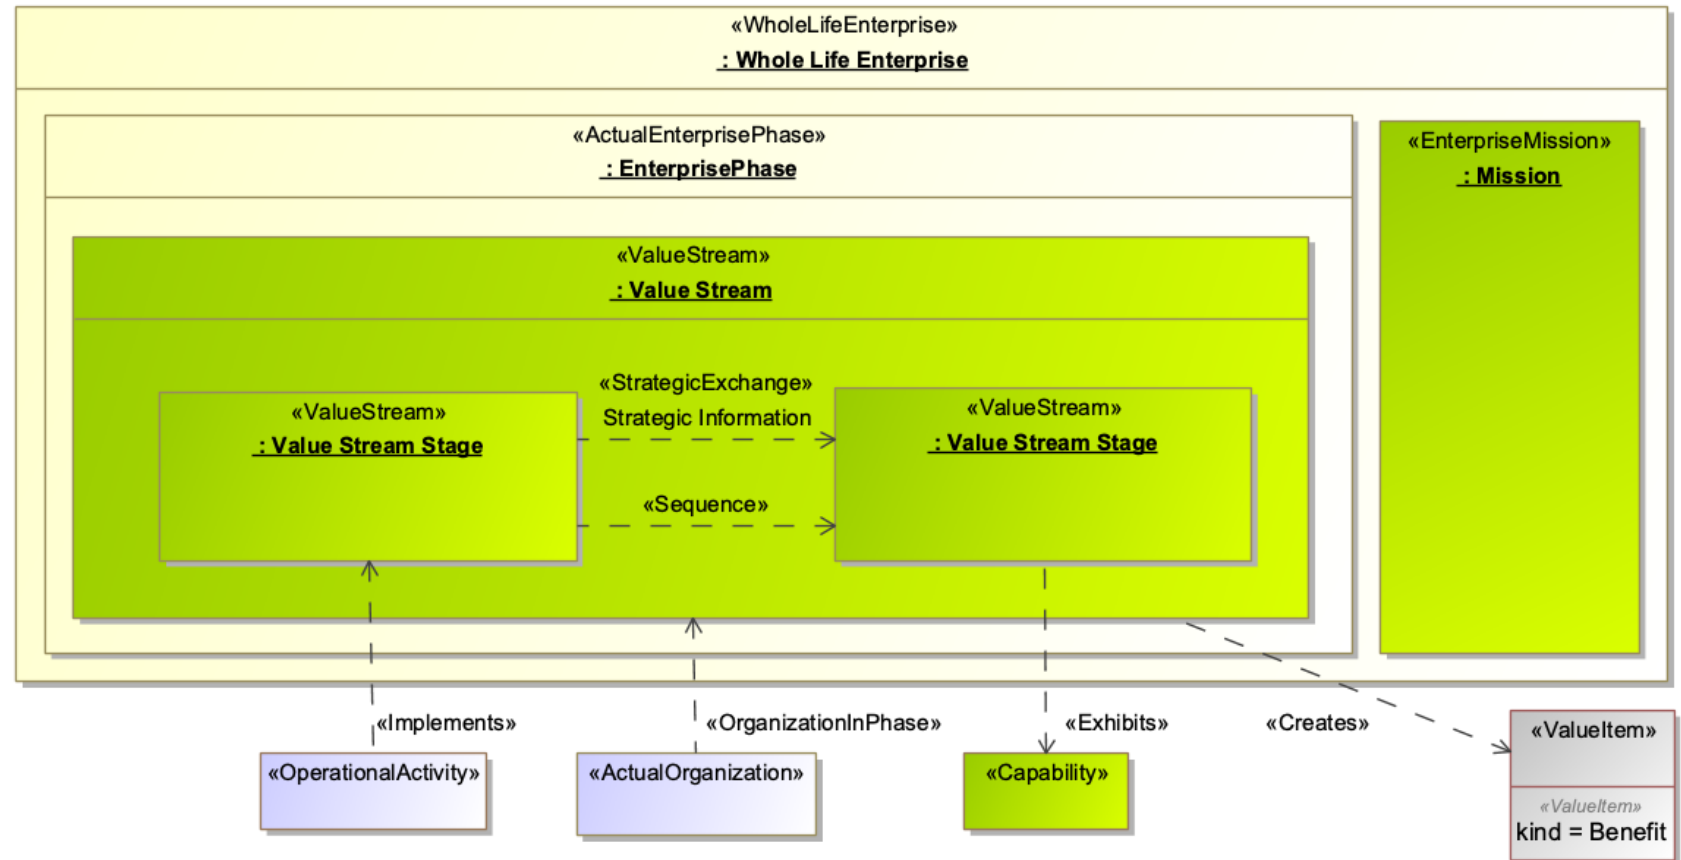 «WholeLifeEnterprise»
: Whole Life Enterprise
«ActualEnterprisePhase»
: EnterprisePhase
«EnterpriseMission»
: Mission
«ValueStream»
: Value Stream
«ValueStream»
: Value Stream Stage
«StrategicExchange»
Strategic Information
«Sequence»
«ValueStream»
: Value Stream Stage
«Implements»
«OrganizationInPhase»
«Exhibits»
«Creates»
«OperationalActivity»
«ActualOrganization»
«Capability»
«ValueItem»
«ValueItem»
kind = Benefit